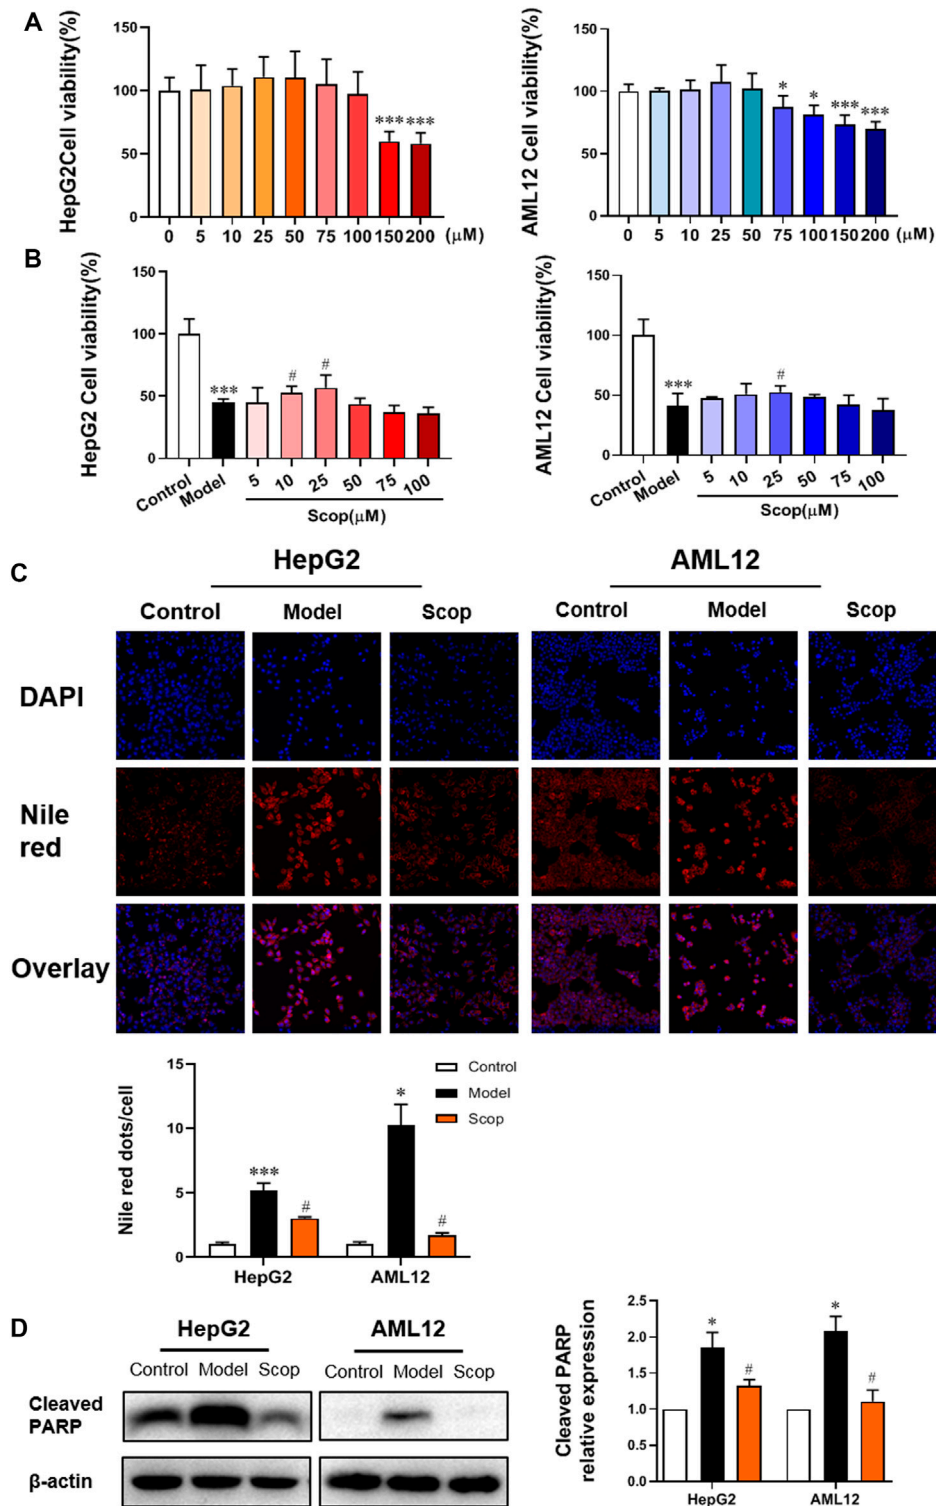 A
HepG2Cell viability(%)
150
100
50
0
*** ***
0 5 10 25 50 75 100 150 200 (μM)
AML12 Cell viability(%)
150
100
50
0
* * *** ***
0 5 10 25 50 75 100 150 200 (μM)
B
HepG2 Cell viability(%)
150
100
50
0
*** # #
Control Model 5 10 25 50 75 100
Scop(μM)
AML12 Cell viability(%)
150
100
50
0
*** #
Control Model 5 10 25 50 75 100
Scop(μM)
C
HepG2 AML12
Control Model Scop Control Model Scop
DAPI
Nile
red
Overlay
Nile red dots/cell
15
10
5
0
*** # * #
HepG2 AML12
Control
Model
Scop
D
HepG2 AML12
Control Model Scop Control Model Scop
Cleaved
PARP
β-actin
Cleaved PARP
relative expression
2.5
2.0
1.5
1.0
0.5
0.0
* # * #
HepG2 AML12